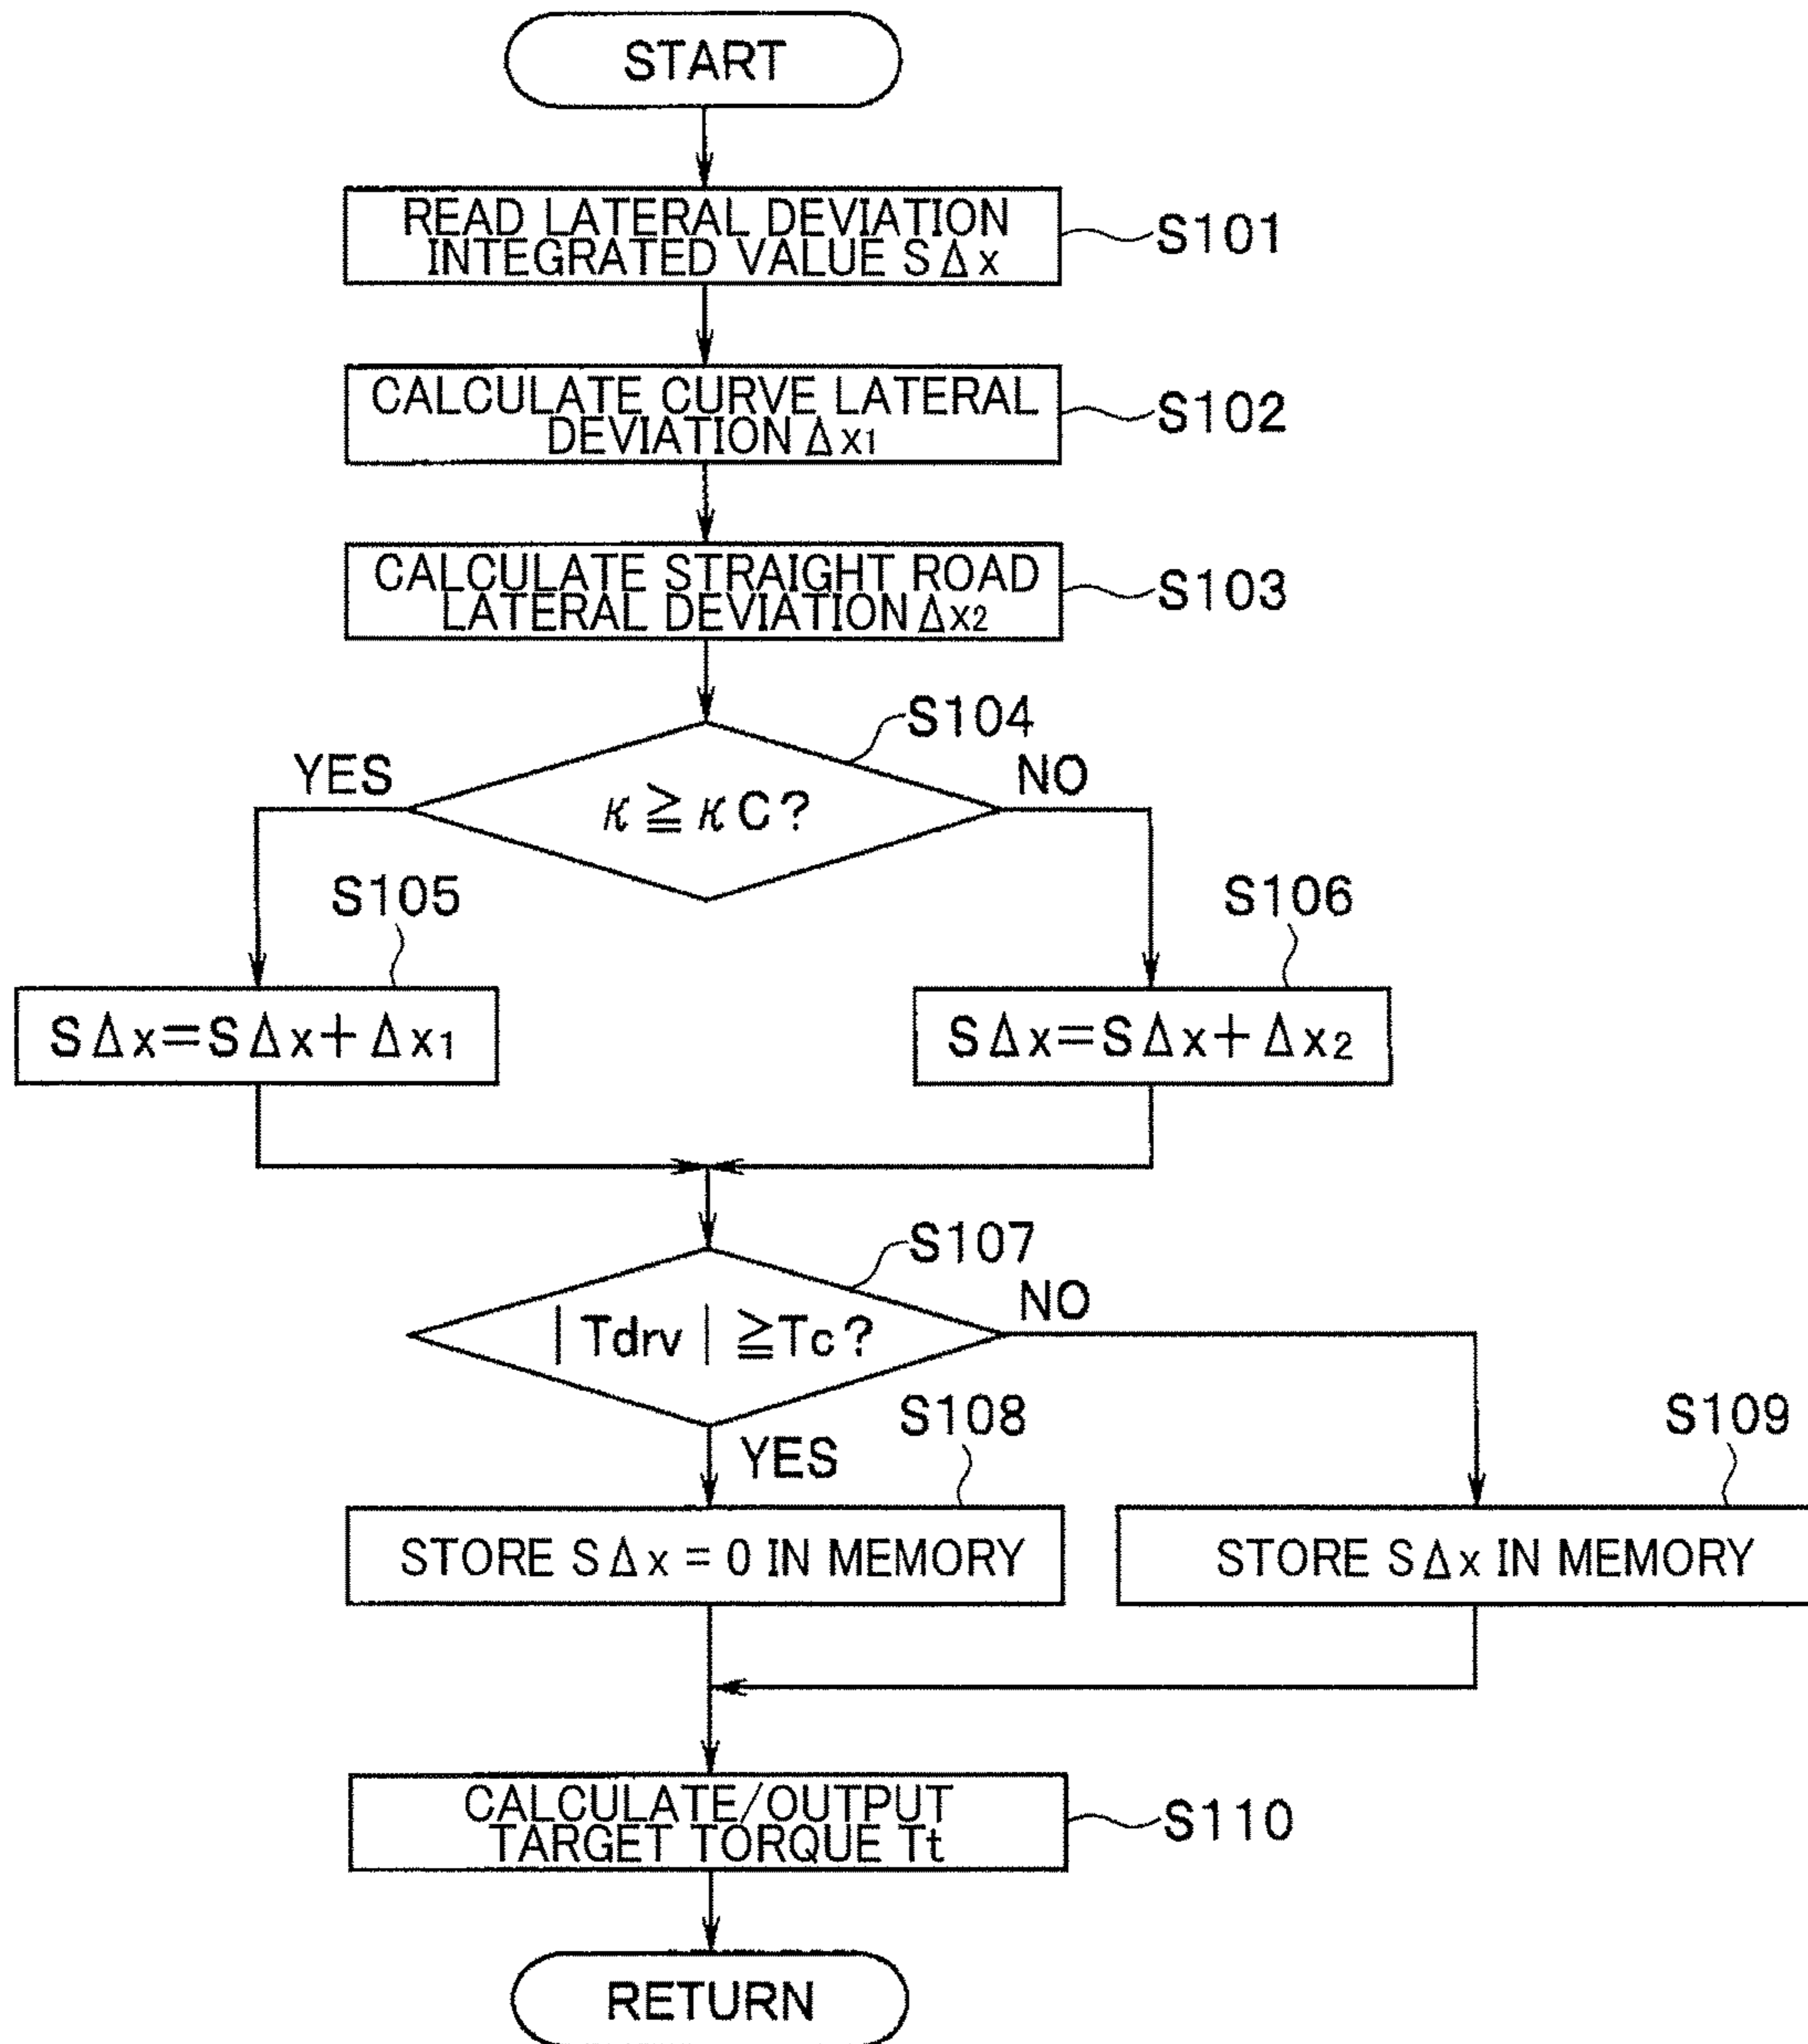 START
READ LATERAL DEVIATION
INTEGRATED VALUE SΔx
S101
CALCULATE CURVE LATERAL
DEVIATION Δx1
S102
CALCULATE STRAIGHT ROAD
LATERAL DEVIATION Δx2
S103
S104
YES
NO
κ≧κC?
S105
S106
SΔx=SΔx+Δx1
SΔx=SΔx+Δx2
S107
NO
|Tdrv|≧Tc?
S108
S109
YES
STORE SΔx = 0 IN MEMORY
STORE SΔx IN MEMORY
CALCULATE/OUTPUT
TARGET TORQUE Tt
S110
RETURN